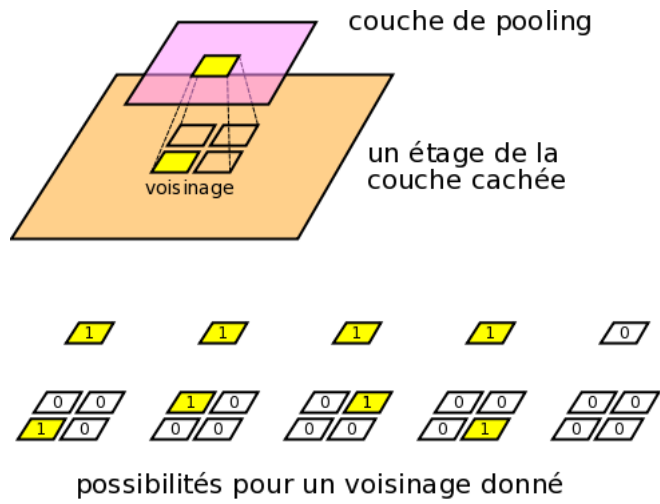 couche de pooling
un étage de la
couche cachée
voisinage
1 1 1 1 0
0 0 1 0 0 1 0 0 0 0
1 0 0 0 0 0 0 1 0 0
possibilités pour un voisinage donné